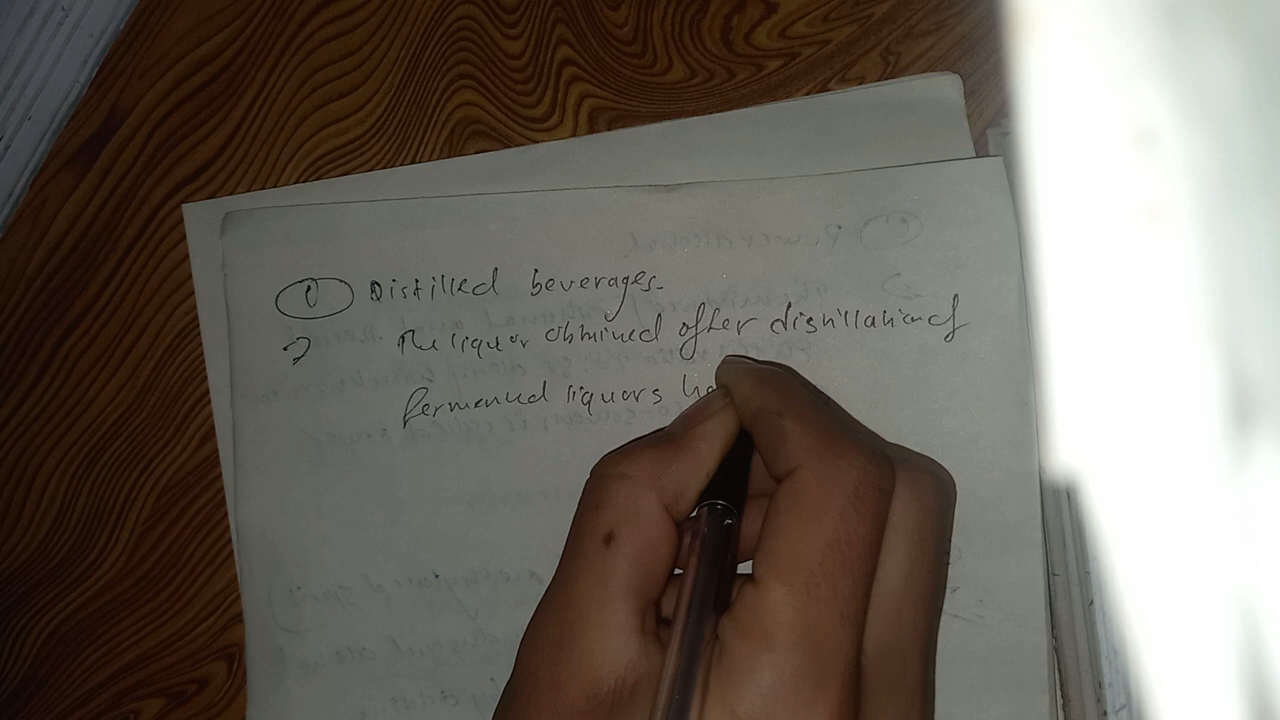 ① Distilled beverages.
→ The liquor obtained after distillation of
fermented liquors